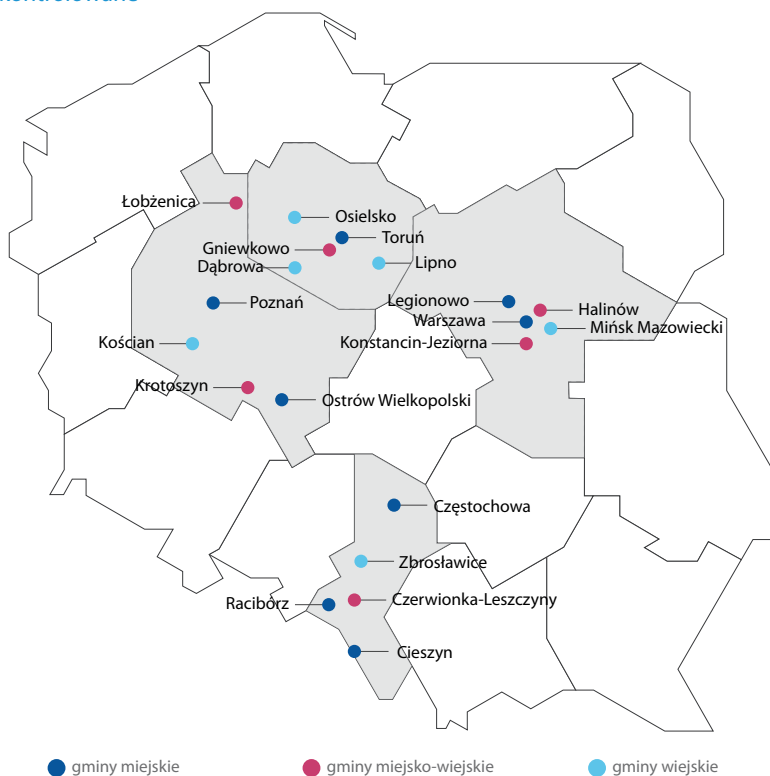 Łobżenica
Osielsko
Toruń
Gniewkowo
Dąbrowa
Lipno
Poznań
Legionowo
Halinów
Warszawa
Mińsk Mazowiecki
Kościan
Konstancin-Jeziorna
Krotoszyn
Ostrów Wielkopolski
Częstochowa
Zbrosławice
Racibórz
Czerwionka-Leszczyny
Cieszyn
gminy miejskie
gminy miejsko-wiejskie
gminy wiejskie